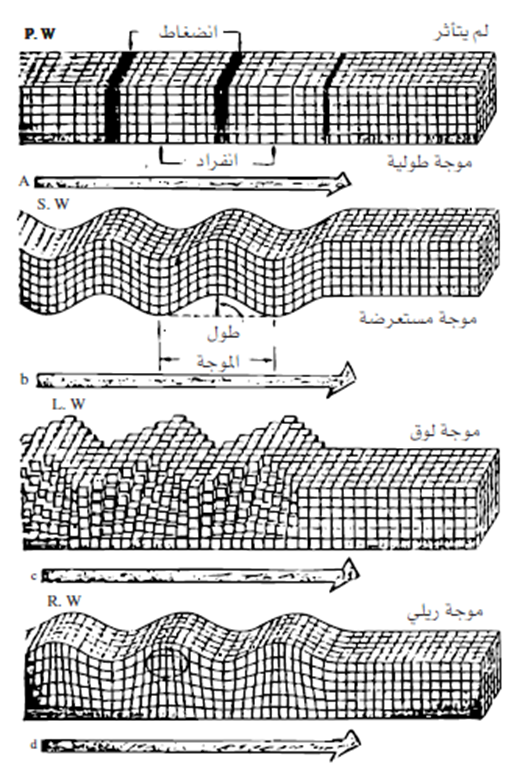 P. W انضغاط لم يتأثر
انفراد موجة طولية
A
S. W
موجة مستعرضة
طول
الموجة
b
L. W
موجة لوق
c
R. W
موجة ريلي
d